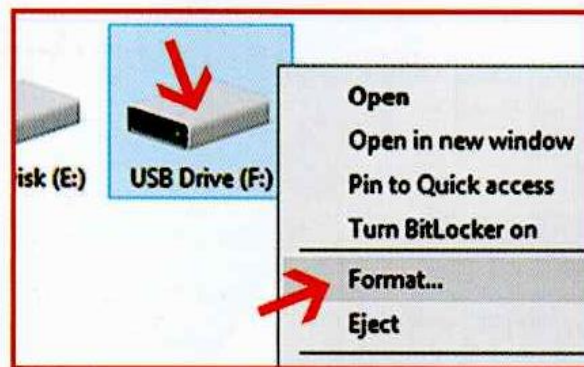 isk (E:)
USB Drive (F:)
Open
Open in new window
Pin to Quick access
Turn BitLocker on
Format...
Eject